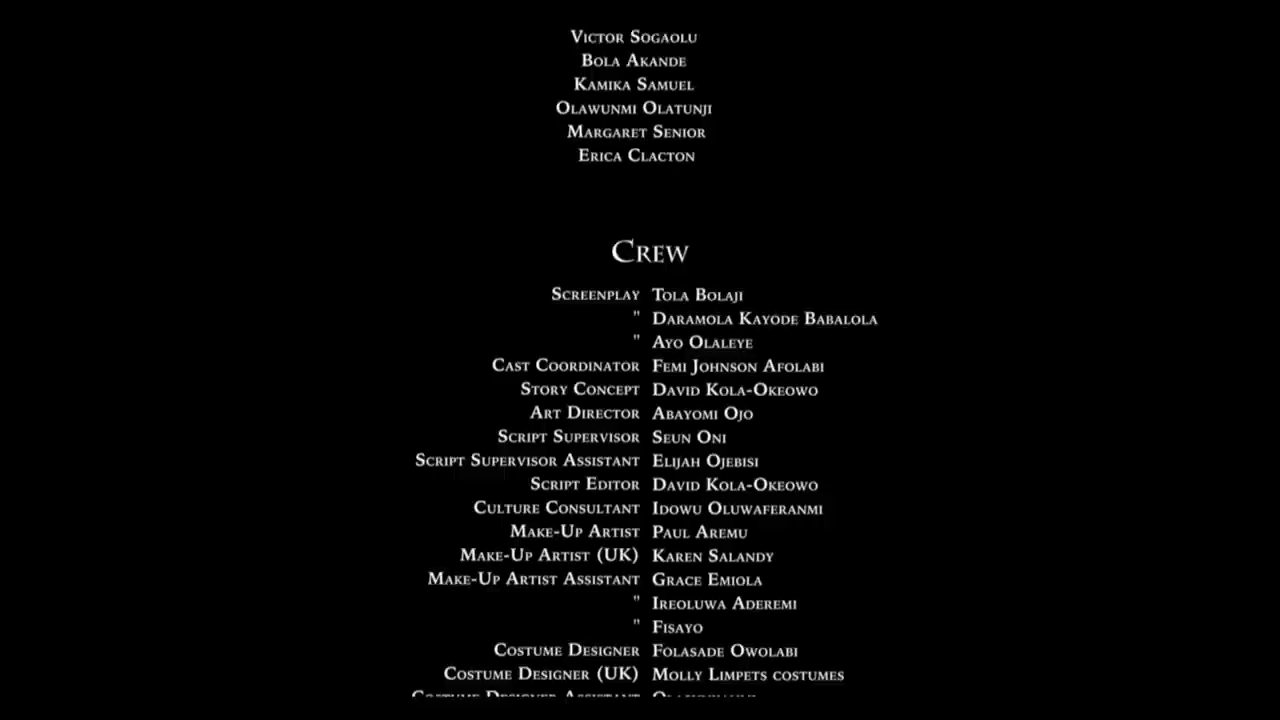 Victor Sogaolu
Bola Akande
Kamika Samuel
Olawunmi Olatunji
Margaret Senior
Erica Clacton
Crew
Screenplay Tola Bolaji
" Daramola Kayode Babalola
" Ayo Olaleye
Cast Coordinator Femi Johnson Afolabi
Story Concept David Kola-Okeowo
Art Director Abayomi Ojo
Script Supervisor Seun Oni
Script Supervisor Assistant Elijah Ojebisi
Script Editor David Kola-Okeowo
Culture Consultant Idowu Oluwaferanmi
Make-Up Artist Paul Aremu
Make-Up Artist (UK) Karen Salandy
Make-Up Artist Assistant Grace Emiola
" Ireoluwa Aderemi
" Fisayo
Costume Designer Folasade Owolabi
Costume Designer (UK) Molly Limpets costumes
Costume Designer Assistant